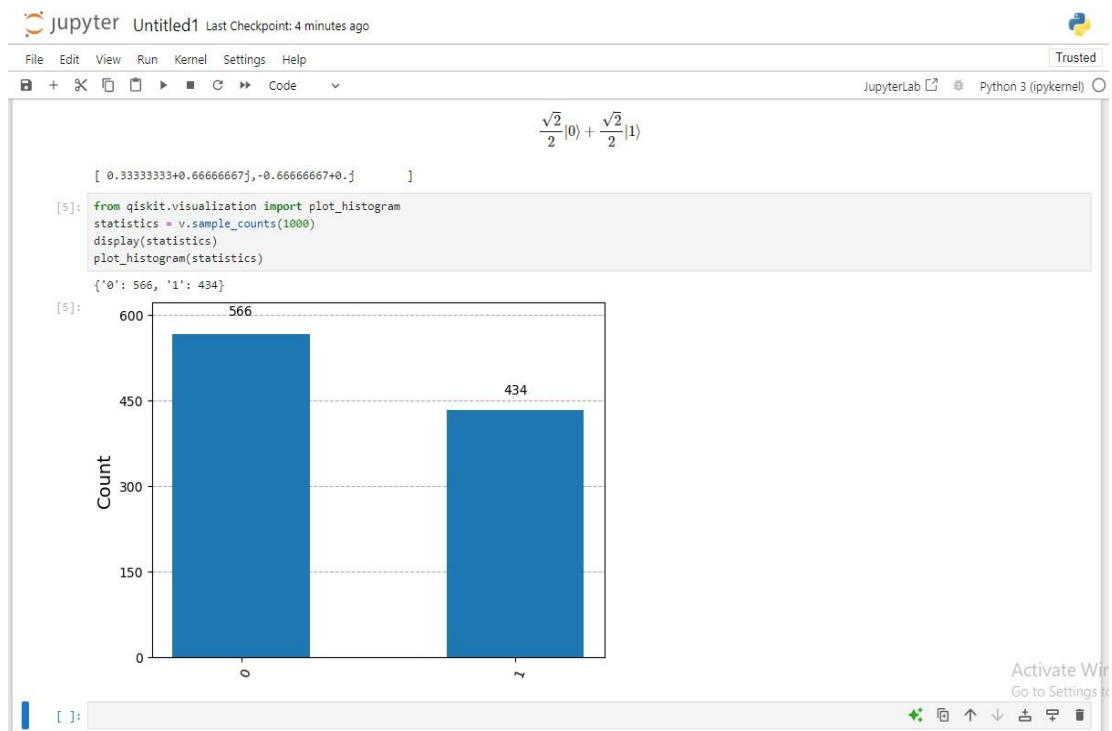 jupyter Untitled1 Last Checkpoint: 4 minutes ago
File Edit View Run Kernel Settings Help Trusted
Code JupyterLab Python 3 (ipykernel)
√2/2|0⟩ + √2/2|1⟩
[ 0.33333333+0.66666667j,-0.66666667+0.j ]
[5]: from qiskit.visualization import plot_histogram
statistics = v.sample_counts(1000)
display(statistics)
plot_histogram(statistics)
{'0': 566, '1': 434}
[5]:
600
566
450
434
300
150
0
Count
0 1
Activate Win
Go to Settings to
[ ]: